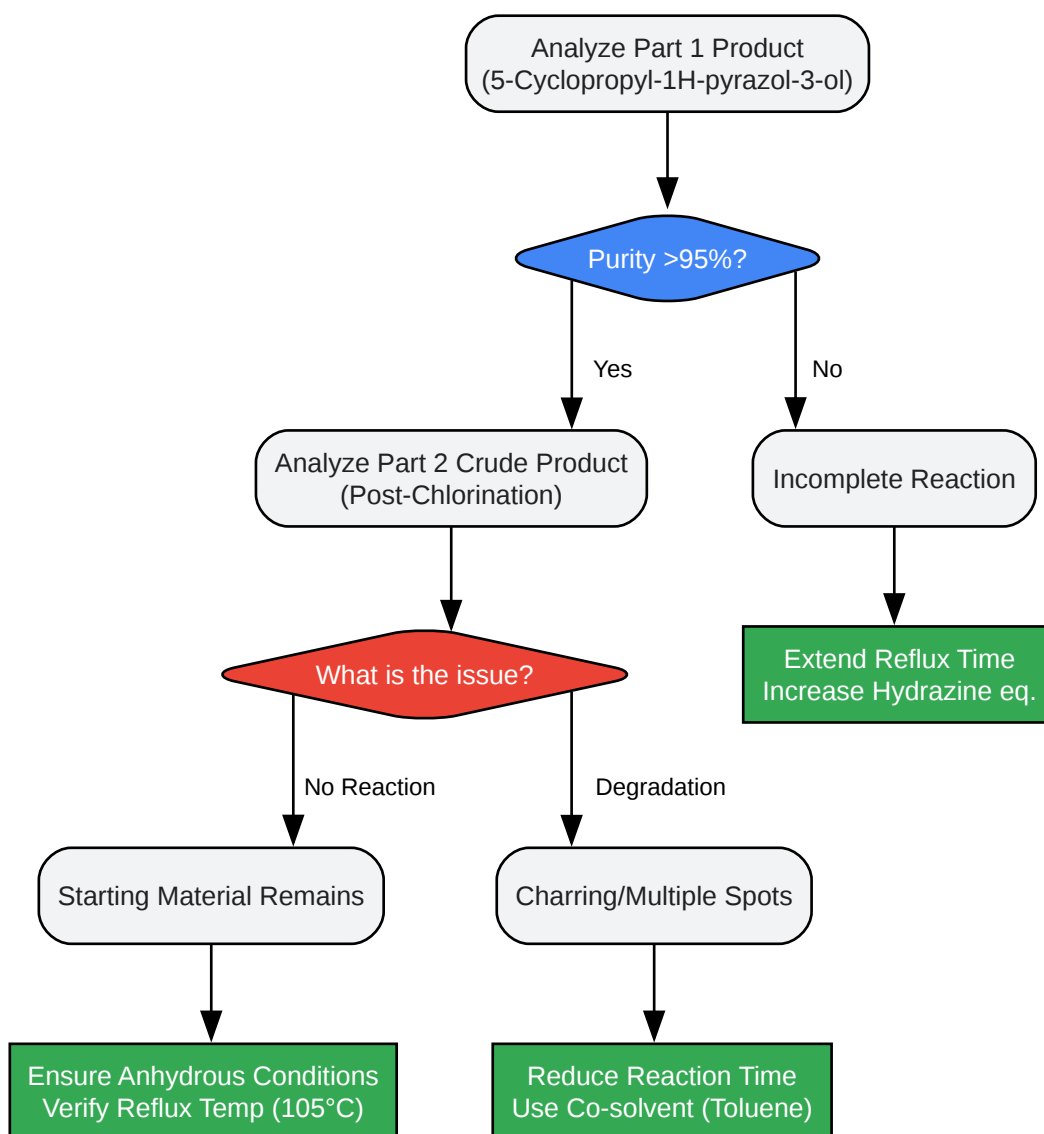 Analyze Part 1 Product
(5-Cyclopropyl-1H-pyrazol-3-ol)
Purity >95%?
Yes
No
Analyze Part 2 Crude Product
(Post-Chlorination)
Incomplete Reaction
What is the issue?
Extend Reflux Time
Increase Hydrazine eq.
No Reaction
Degradation
Starting Material Remains
Charring/Multiple Spots
Ensure Anhydrous Conditions
Verify Reflux Temp (105°C)
Reduce Reaction Time
Use Co-solvent (Toluene)